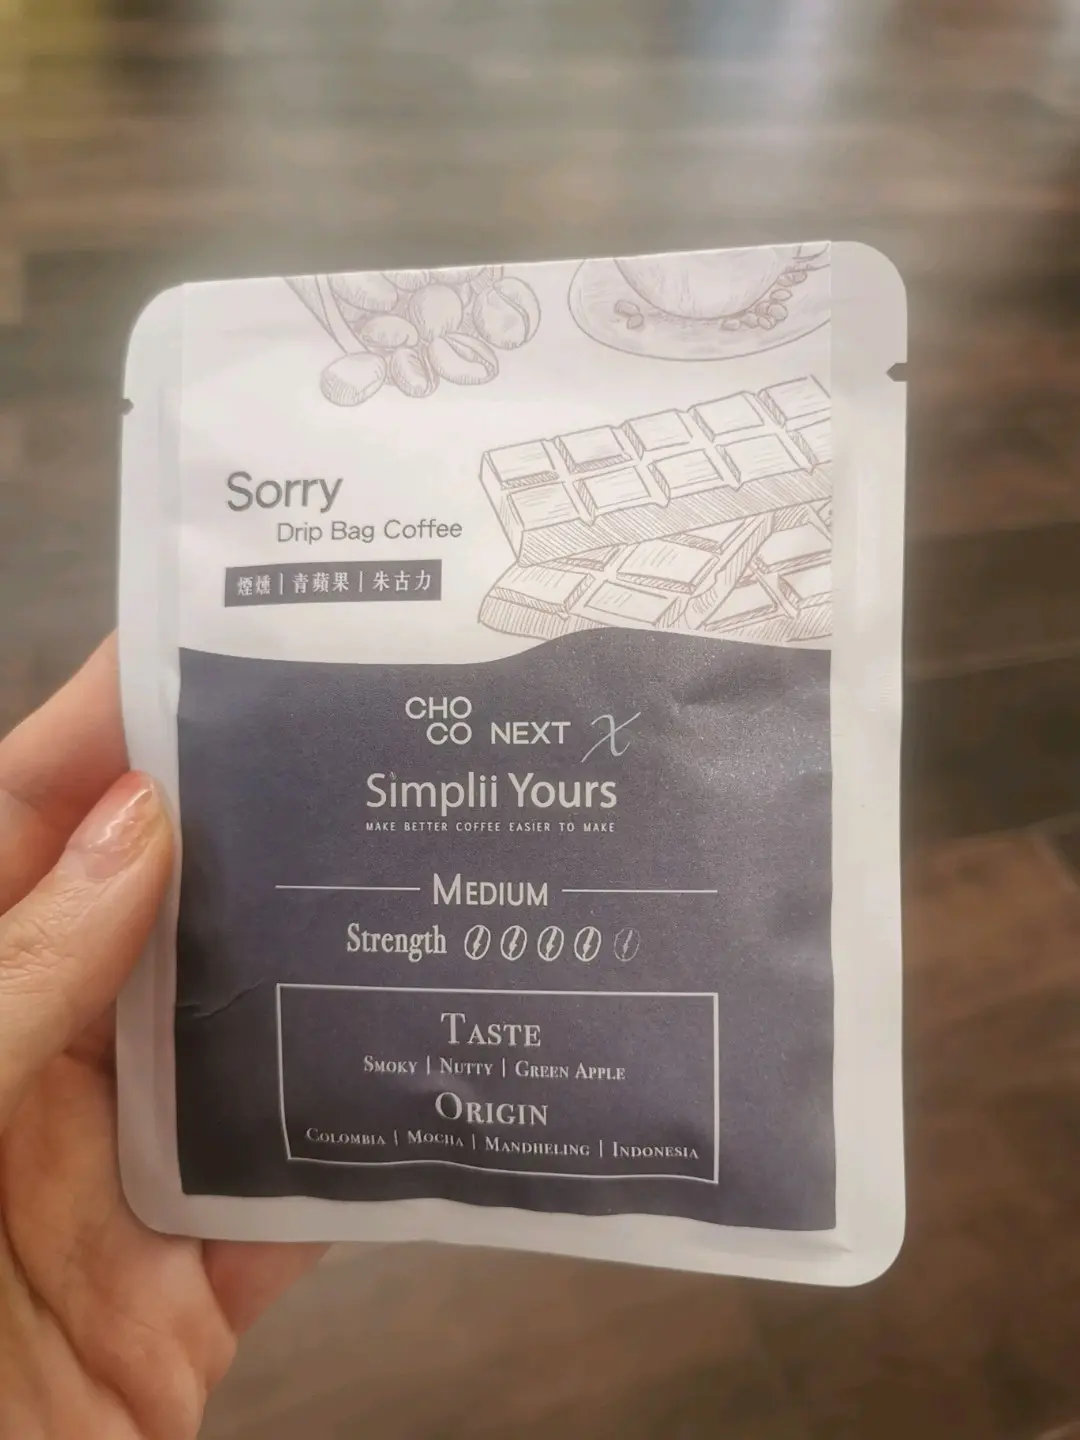 Sorry
Drip Bag Coffee
煙燻 | 青蘋果 | 朱古力
CHO
CO NEXT X
Simplii Yours
MAKE BETTER COFFEE EASIER TO MAKE
MEDIUM
Strength
TASTE
SMOKY | NUTTY | GREEN APPLE
ORIGIN
COLOMBIA | MOCHA | MANDHELING | INDONESIA